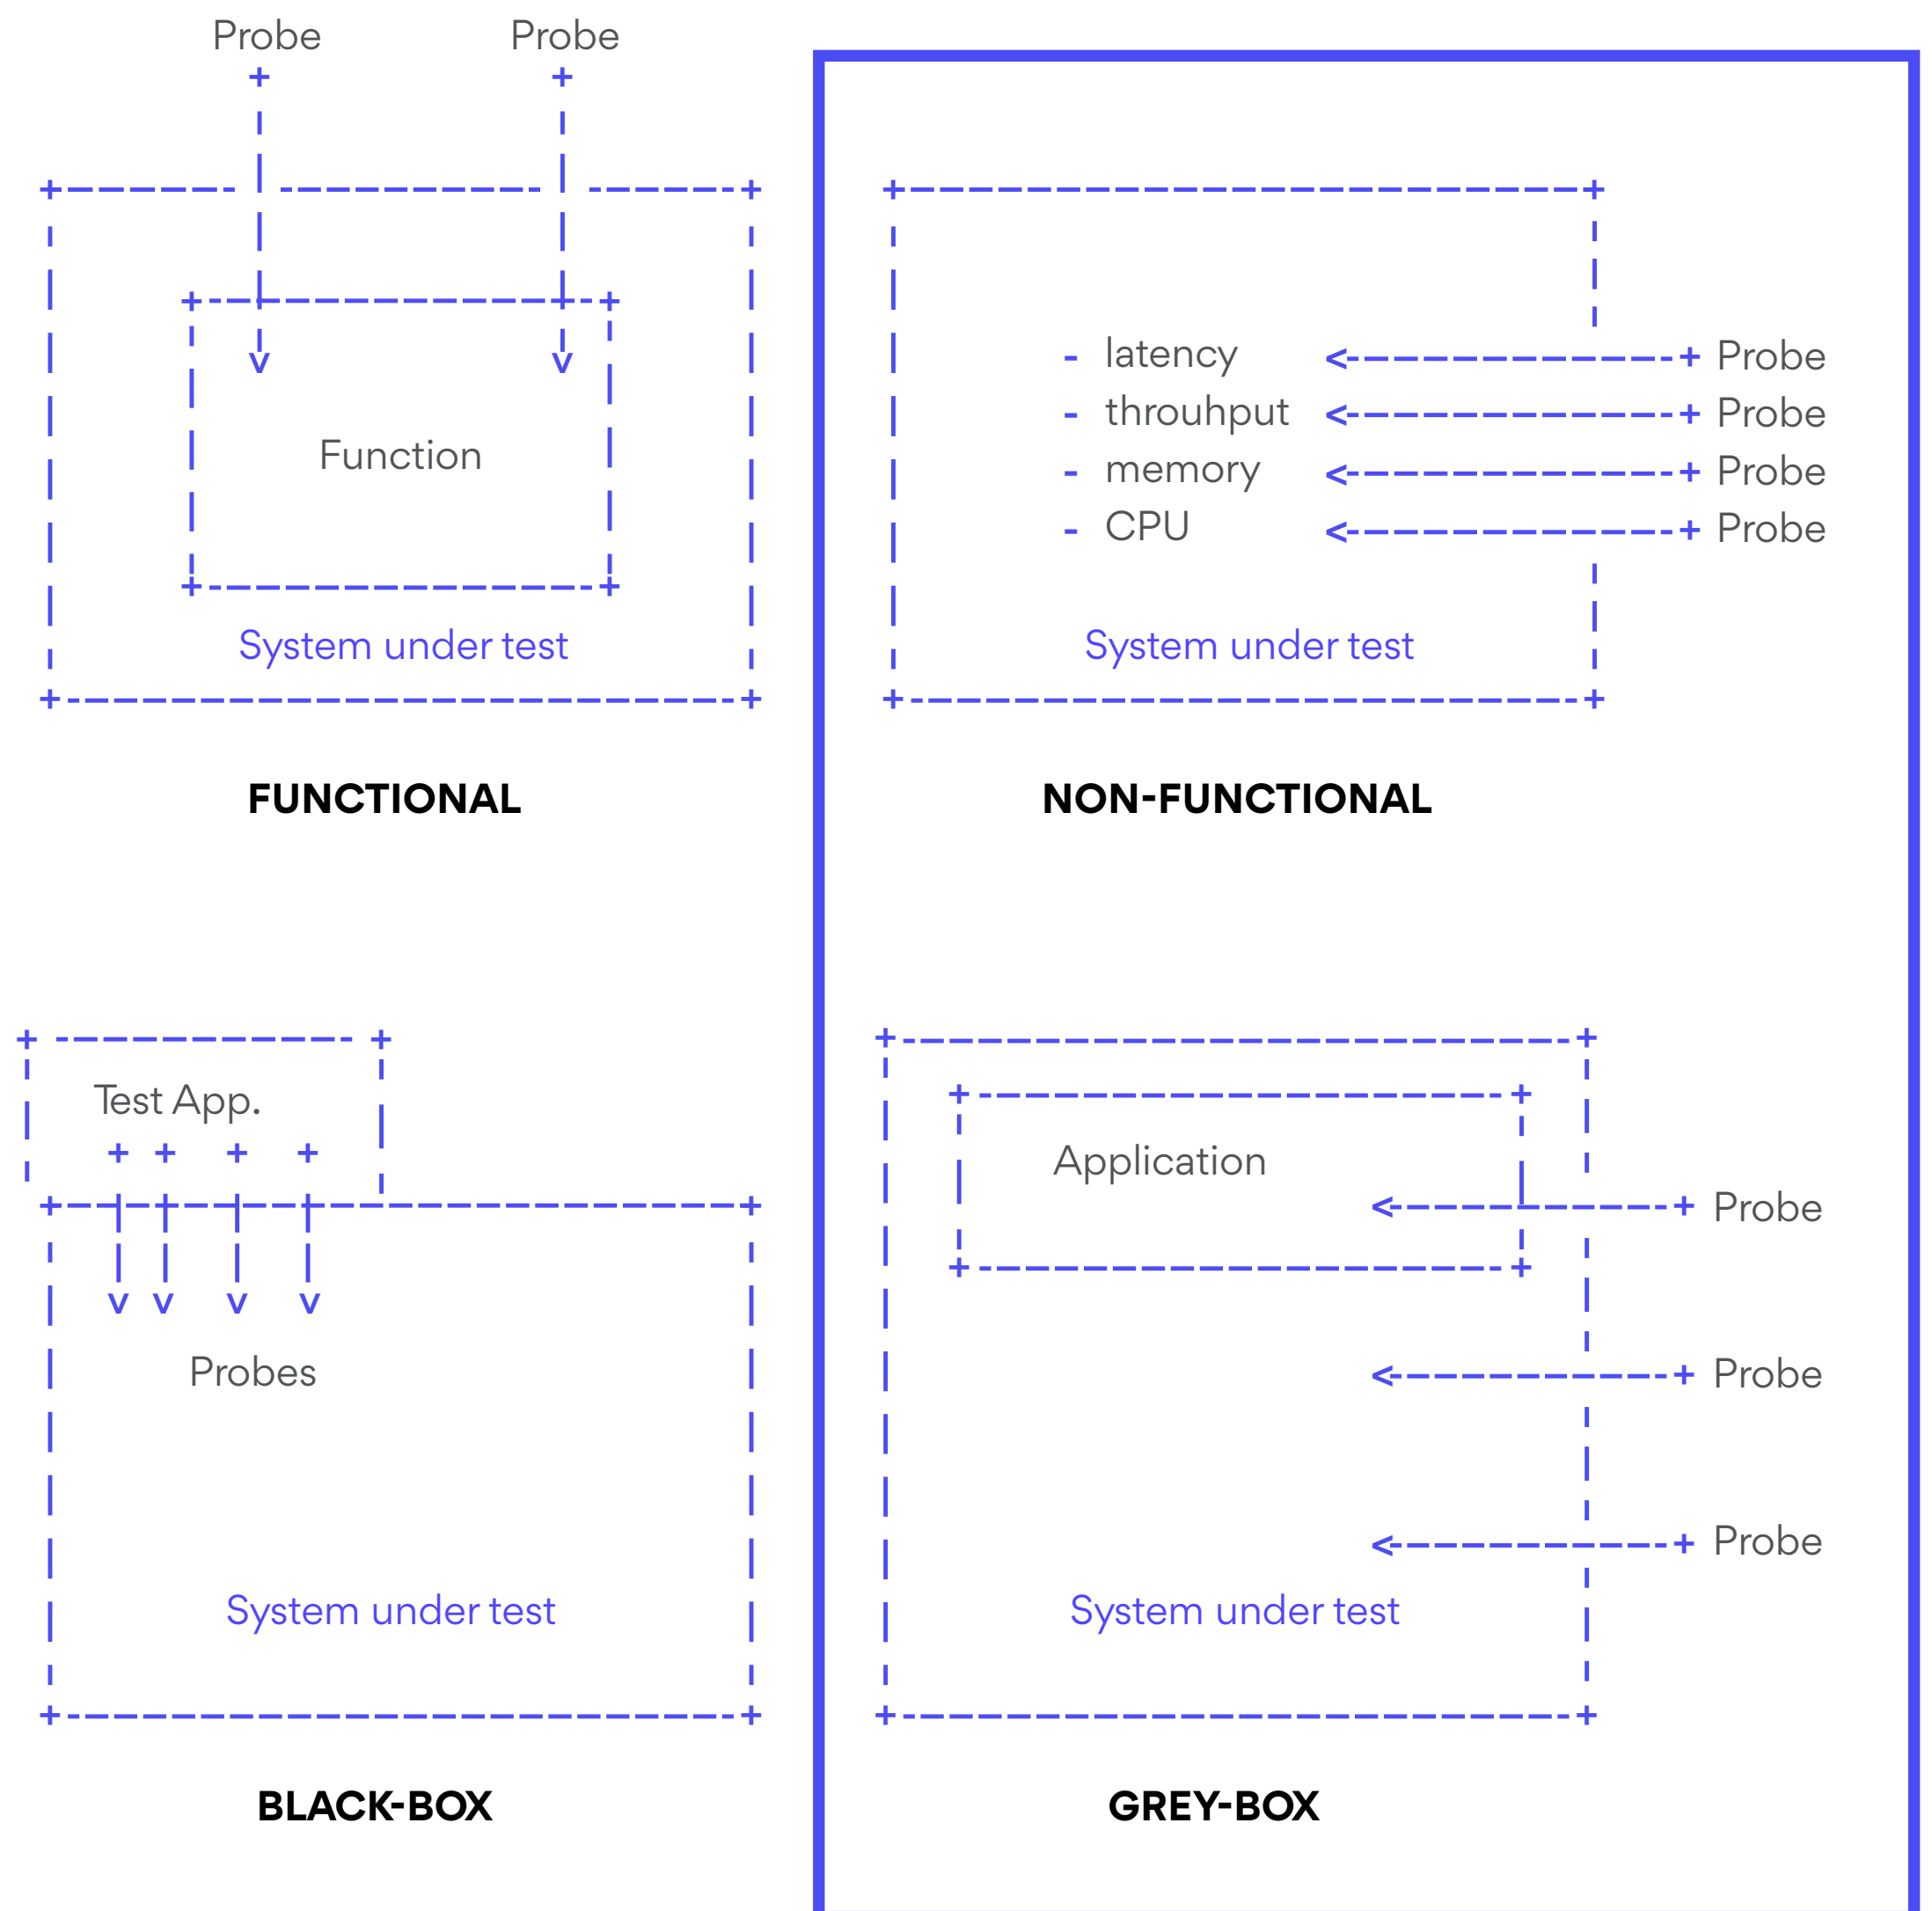 Probe
Probe
Function
System under test
FUNCTIONAL
- latency
Probe
- throuhput
Probe
- memory
Probe
- CPU
Probe
System under test
NON-FUNCTIONAL
Test App.
Probes
System under test
BLACK-BOX
Application
Probe
Probe
Probe
System under test
GREY-BOX